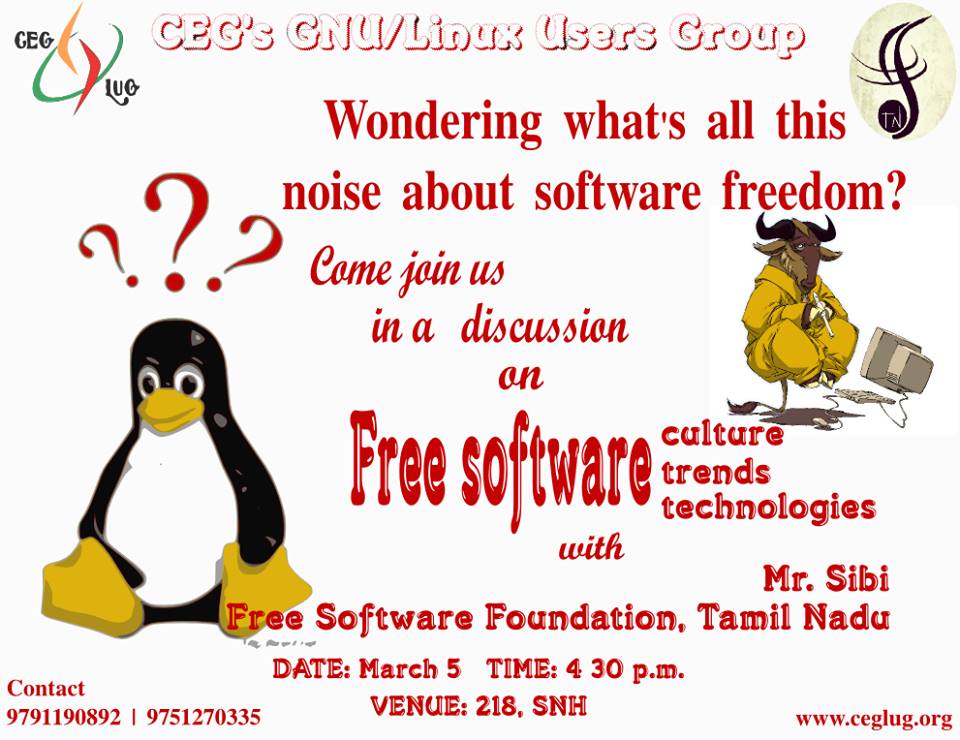 CEG
LUG
CEG's GNU/Linux Users Group
TN
Wondering what's all this
noise about software freedom?
? ? ?
Come join us
in a discussion
on
Free software
culture
trends
technologies
with
Mr. Sibi
Free Software Foundation, Tamil Nadu
DATE: March 5 TIME: 4 30 p.m.
VENUE: 218, SNH
Contact
9791190892 | 9751270335
www.ceglug.org